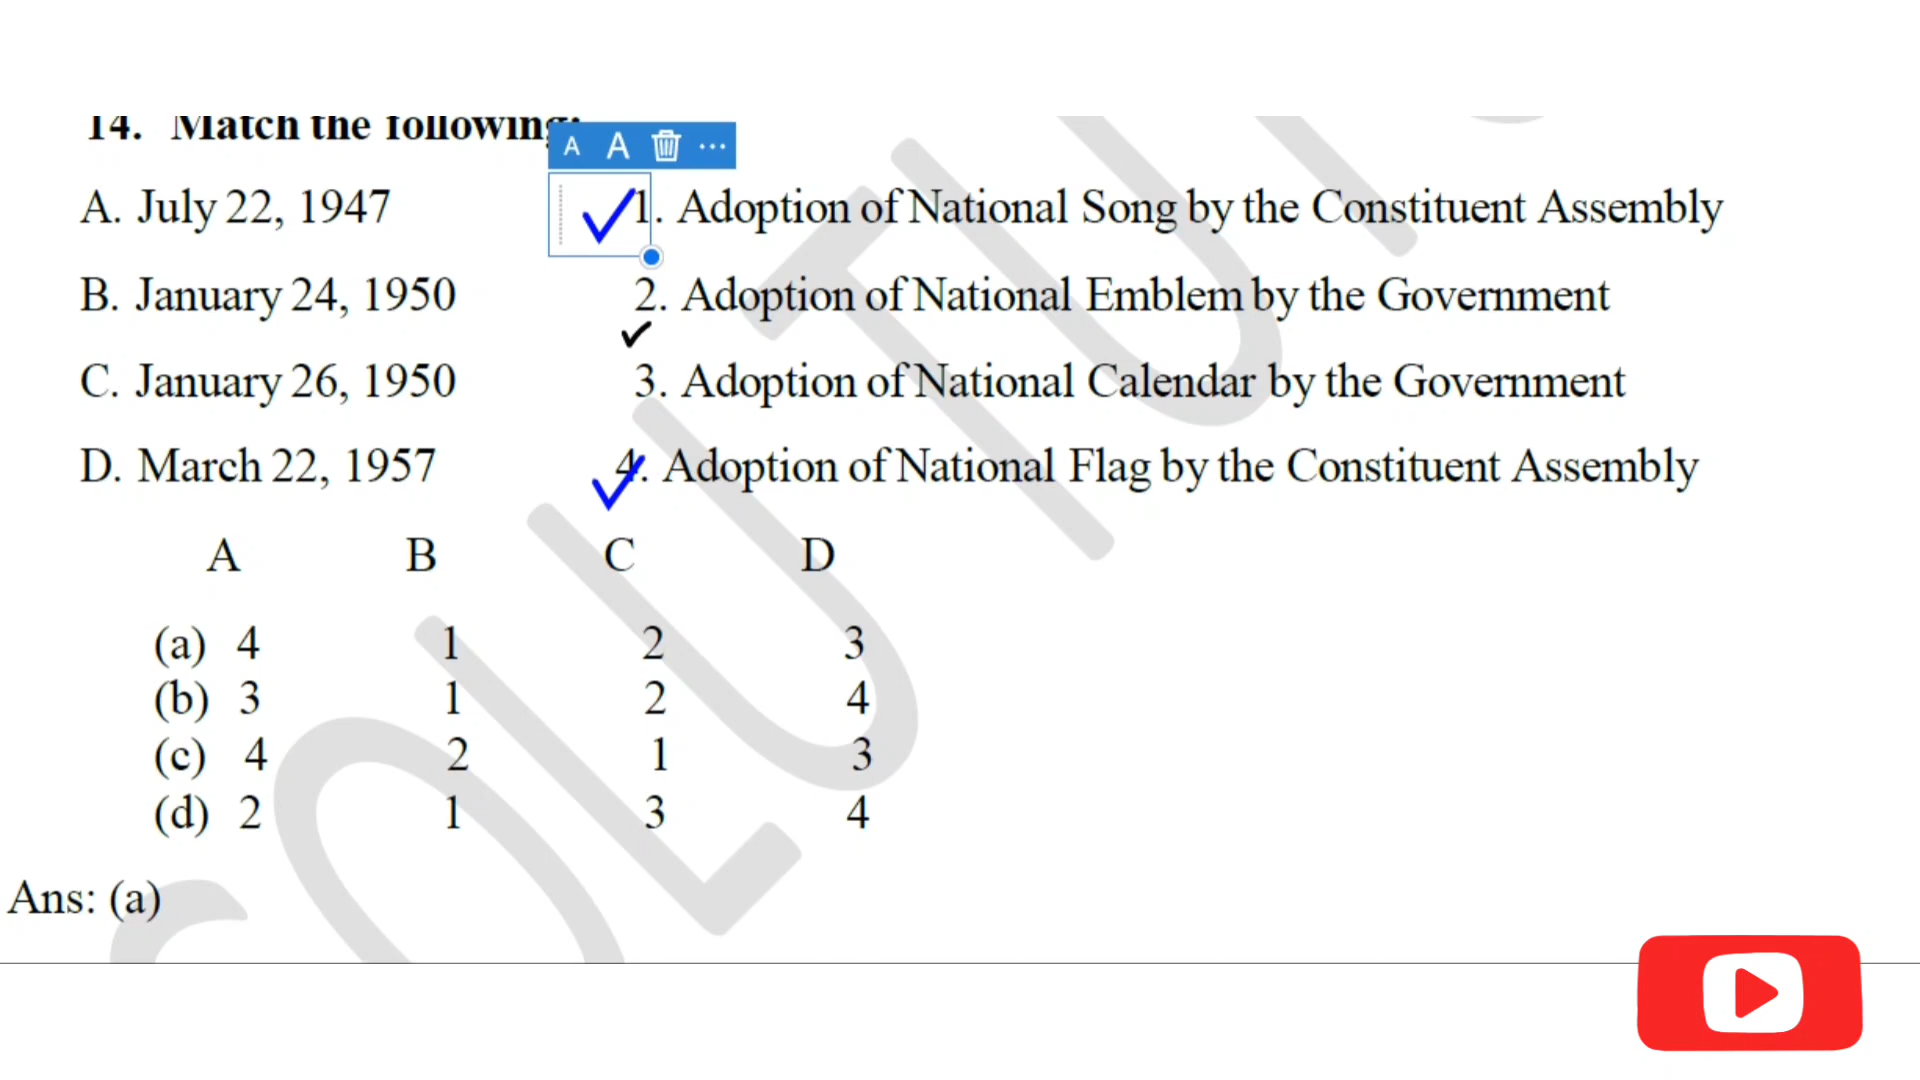 14. Match the following:
A A ...
A. July 22, 1947 1. Adoption of National Song by the Constituent Assembly
B. January 24, 1950 2. Adoption of National Emblem by the Government
C. January 26, 1950 3. Adoption of National Calendar by the Government
D. March 22, 1957 4. Adoption of National Flag by the Constituent Assembly
A B C D
(a) 4 1 2 3
(b) 3 1 2 4
(c) 4 2 1 3
(d) 2 1 3 4
Ans: (a)